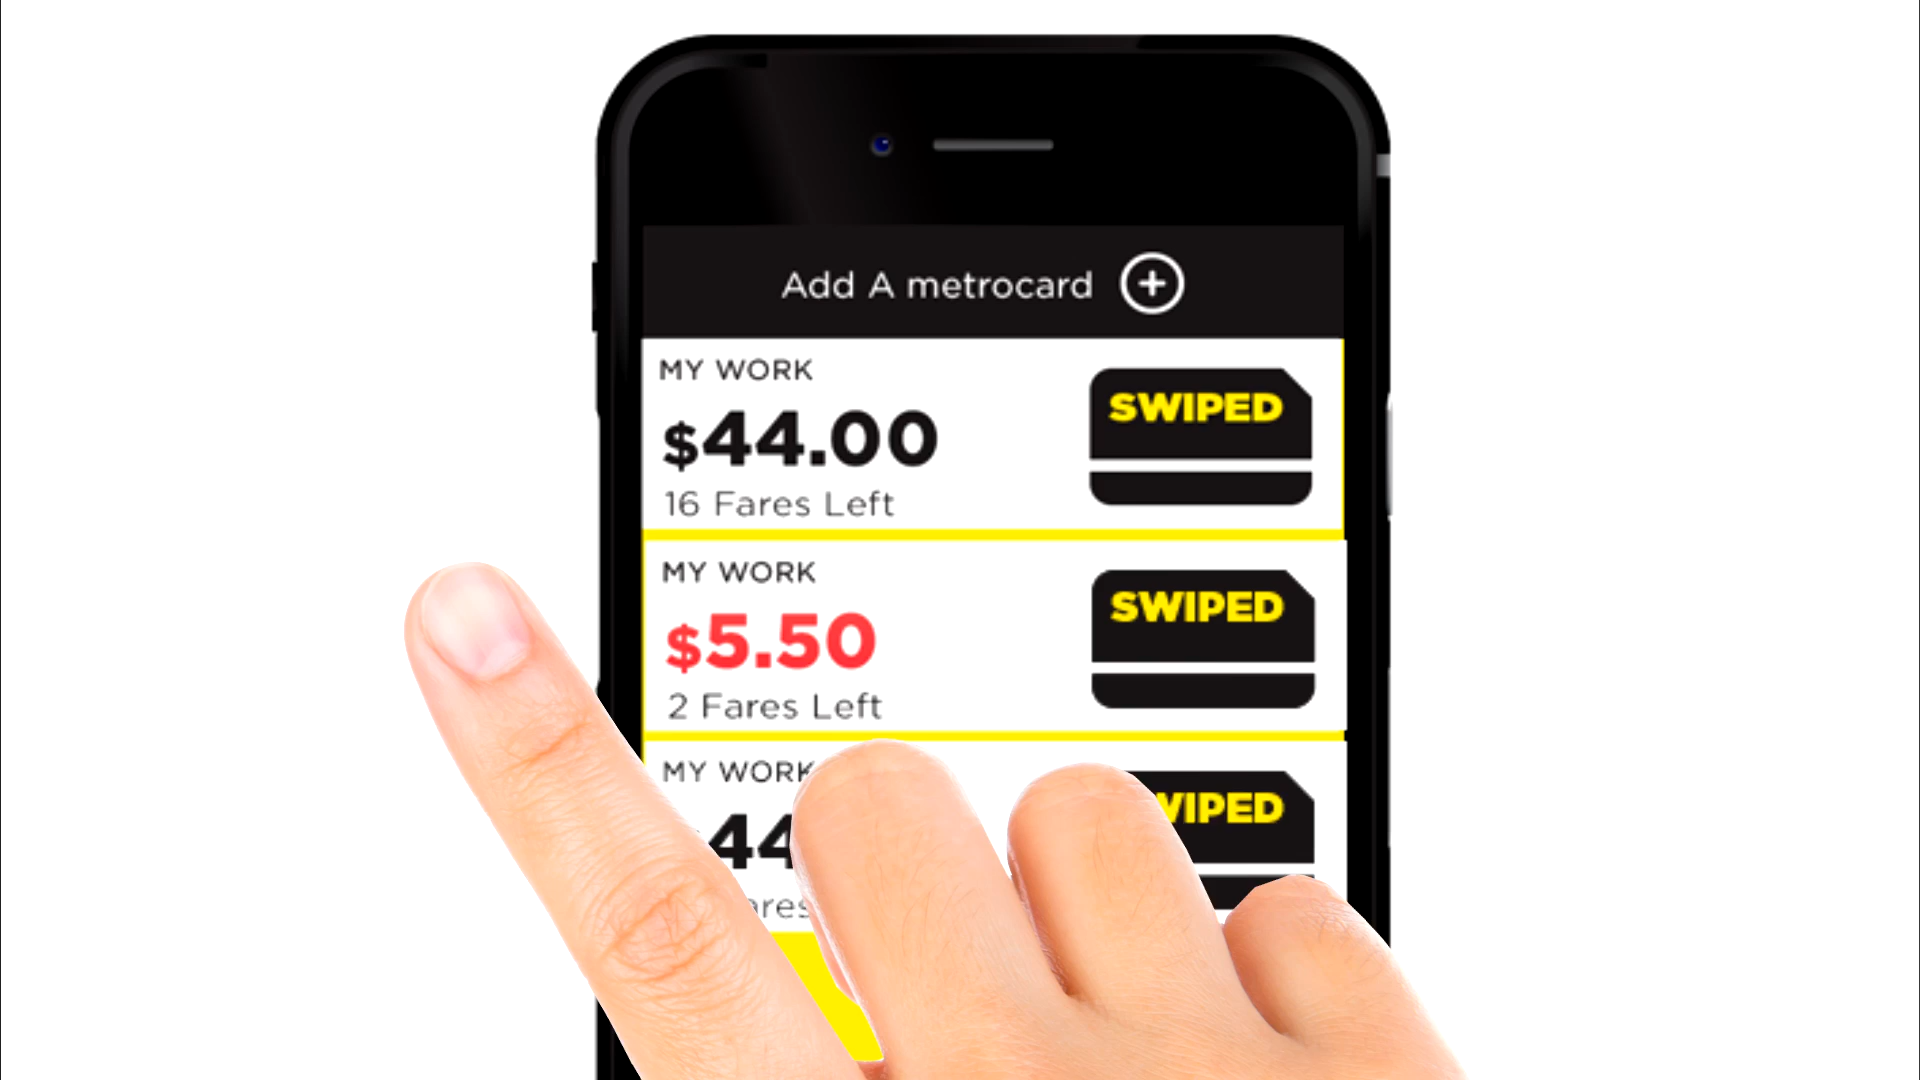 Add A metrocard
MY WORK
$44.00
16 Fares Left
SWIPED
MY WORK
$5.50
2 Fares Left
SWIPED
MY WORK
44